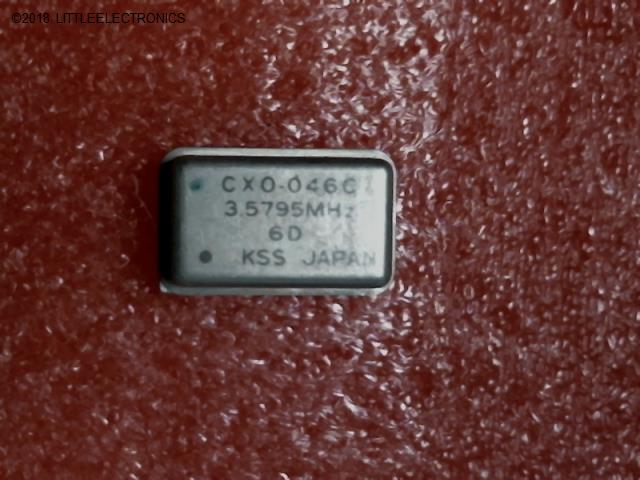 ©2018 LITTLEELECTRONICS
CXO-046C
3.5795MHz
6D
KSS JAPAN